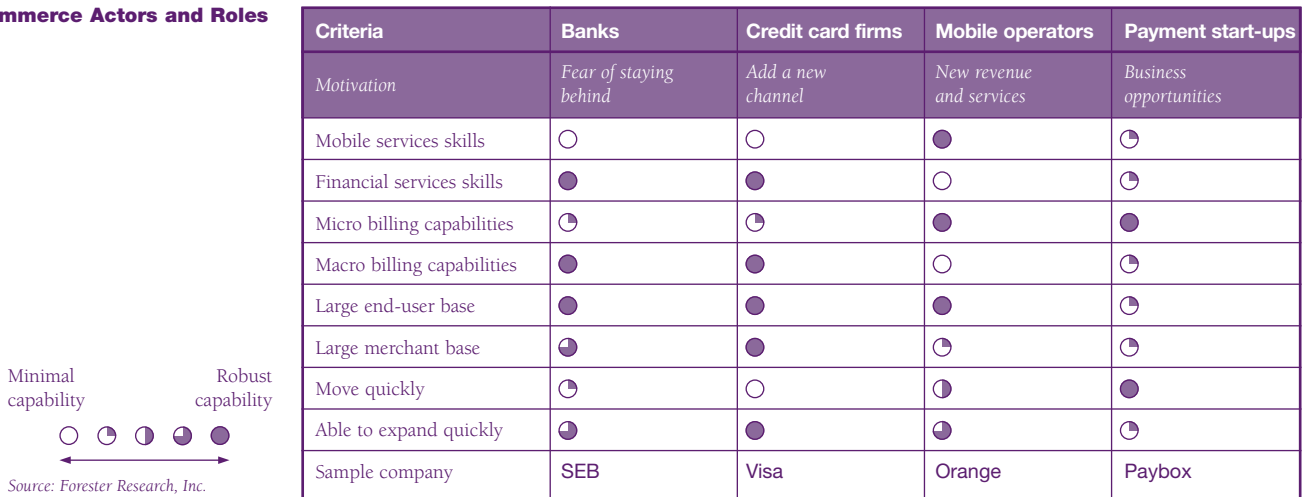 mmerce Actors and Roles
Criteria Banks Credit card firms Mobile operators Payment start-ups
Motivation Fear of staying behind Add a new channel New revenue and services Business opportunities
Mobile services skills
Financial services skills
Micro billing capabilities
Macro billing capabilities
Large end-user base
Large merchant base
Move quickly
Able to expand quickly
Sample company SEB Visa Orange Paybox
Minimal capability
Robust capability
Source: Forester Research, Inc.